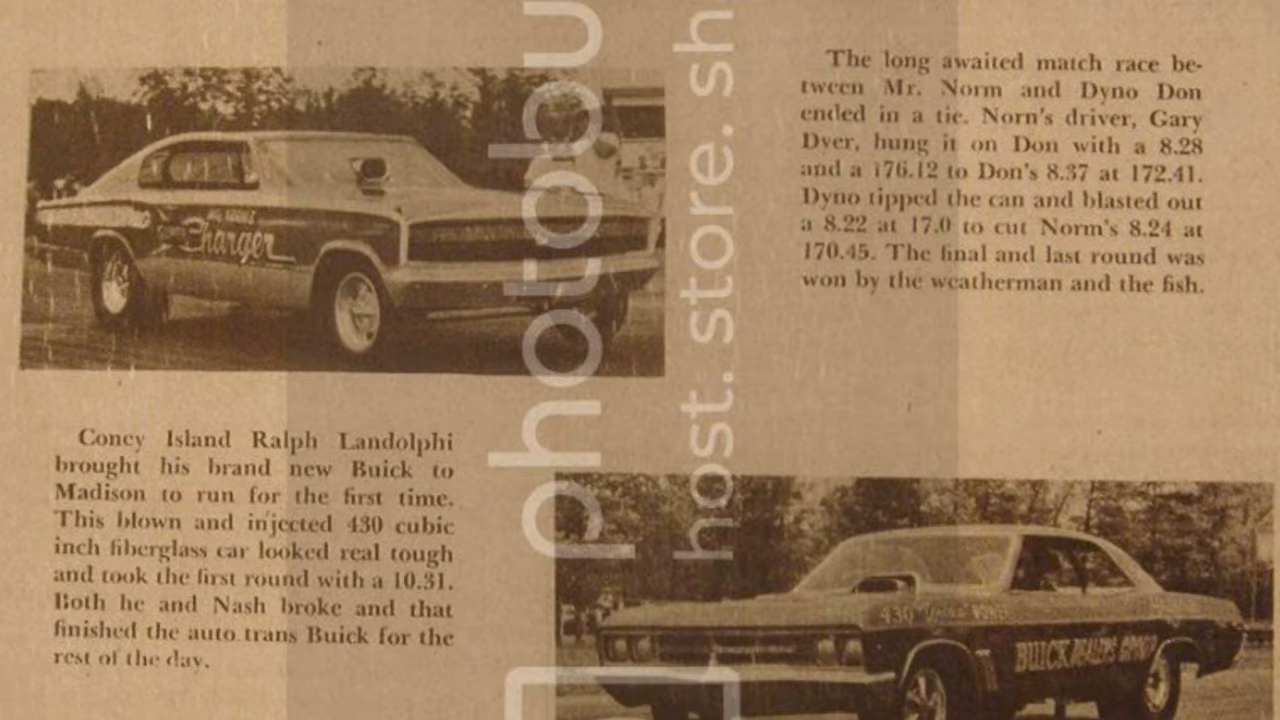 The long awaited match race be-
tween Mr. Norm and Dyno Don
ended in a tie. Norn's driver, Gary
Dyer, hung it on Don with a 8.28
and a 176.12 to Don's 8.37 at 172.41.
Dyno tipped the can and blasted out
a 8.22 at 17.0 to cut Norm's 8.24 at
170.45. The final and last round was
won by the weatherman and the fish.
MR. NORM'S
SUPER
Charger
Coney Island Ralph Landolphi
brought his brand new Buick to
Madison to run for the first time.
This blown and injected 430 cubic
inch fiberglass car looked real tough
and took the first round with a 10.31.
Both he and Nash broke and that
finished the auto trans Buick for the
rest of the day.
430
BUICK DEALERS GROUP
photobu
host.store.sh